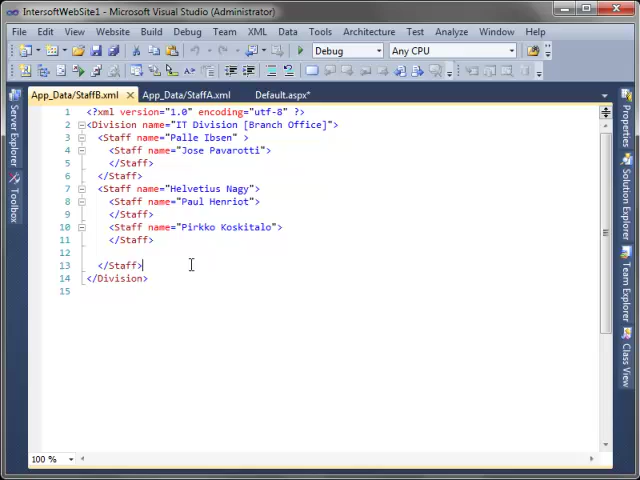 IntersoftWebSite1 - Microsoft Visual Studio (Administrator)
File Edit View Website Build Debug Team XML Data Tools Architecture Test Analyze Window Help
Debug Any CPU
App_Data/StaffB.xml App_Data/StaffA.xml Default.aspx*
Server Explorer
Toolbox
Properties
Solution Explorer
Team Explorer
Class View
1 <?xml version="1.0" encoding="utf-8" ?>
2 <Division name="IT Division [Branch Office]">
3 <Staff name="Palle Ibsen" >
4 <Staff name="Jose Pavarotti">
5 </Staff>
6 </Staff>
7 <Staff name="Helvetius Nagy">
8 <Staff name="Paul Henriot">
9 </Staff>
10 <Staff name="Pirkko Koskitalo">
11 </Staff>
12
13 </Staff>
14 </Division>
15
100 %